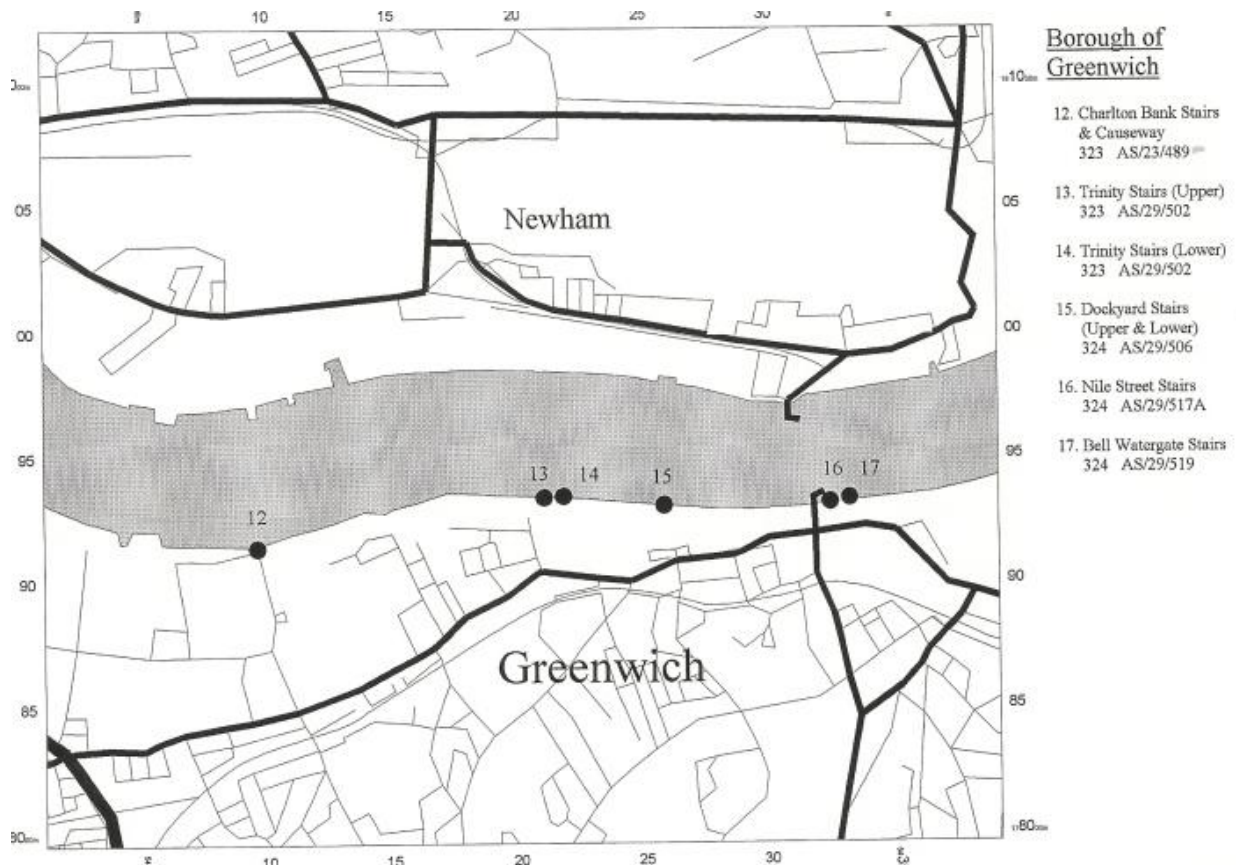 10
20
30
Borough of
Greenwich
12. Charlton Bank Stairs
& Causeway
323 AS/23/489
13. Trinity Stairs (Upper)
323 AS/29/502
14. Trinity Stairs (Lower)
323 AS/29/502
15. Dockyard Stairs
(Upper & Lower)
324 AS/29/506
16. Nile Street Stairs
324 AS/29/517A
17. Bell Watergate Stairs
324 AS/29/519
10
05
Newham
05
00
00
95
95
13
14
15
16
17
12
90
90
Greenwich
85
85
80
80
10
15
20
25
30